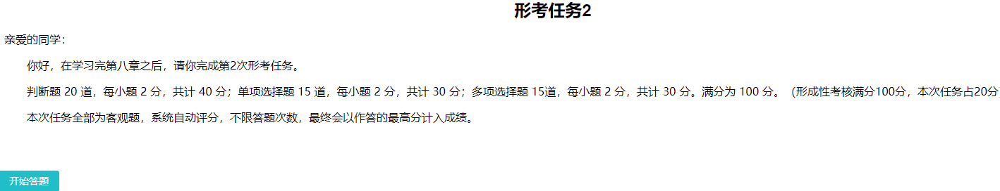 形考任务2
亲爱的同学：
你好，在学习完第八章之后，请你完成第2次形考任务。
判断题 20 道，每小题 2 分，共计 40 分；单项选择题 15 道，每小题 2 分，共计 30 分；多项选择题 15道，每小题 2 分，共计 30 分。满分为 100 分。（形成性考核满分100分，本次任务占20分）
本次任务全部为客观题，系统自动评分，不限答题次数，最终会以作答的最高分计入成绩。
开始答题